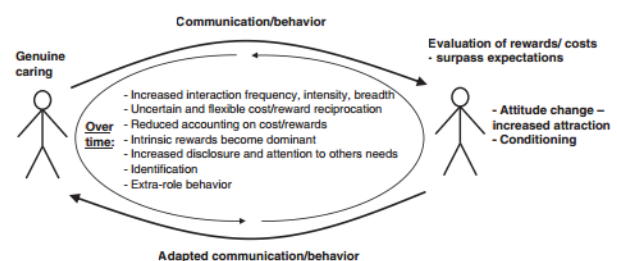 Communication/behavior
Genuine
caring
Evaluation of rewards/ costs
- surpass expectations
Over
time:
- Increased interaction frequency, intensity, breadth
- Uncertain and flexible cost/reward reciprocation
- Reduced accounting on cost/rewards
- Intrinsic rewards become dominant
- Increased disclosure and attention to others needs
- Identification
- Extra-role behavior
- Attitude change –
increased attraction
- Conditioning
Adapted communication/behavior